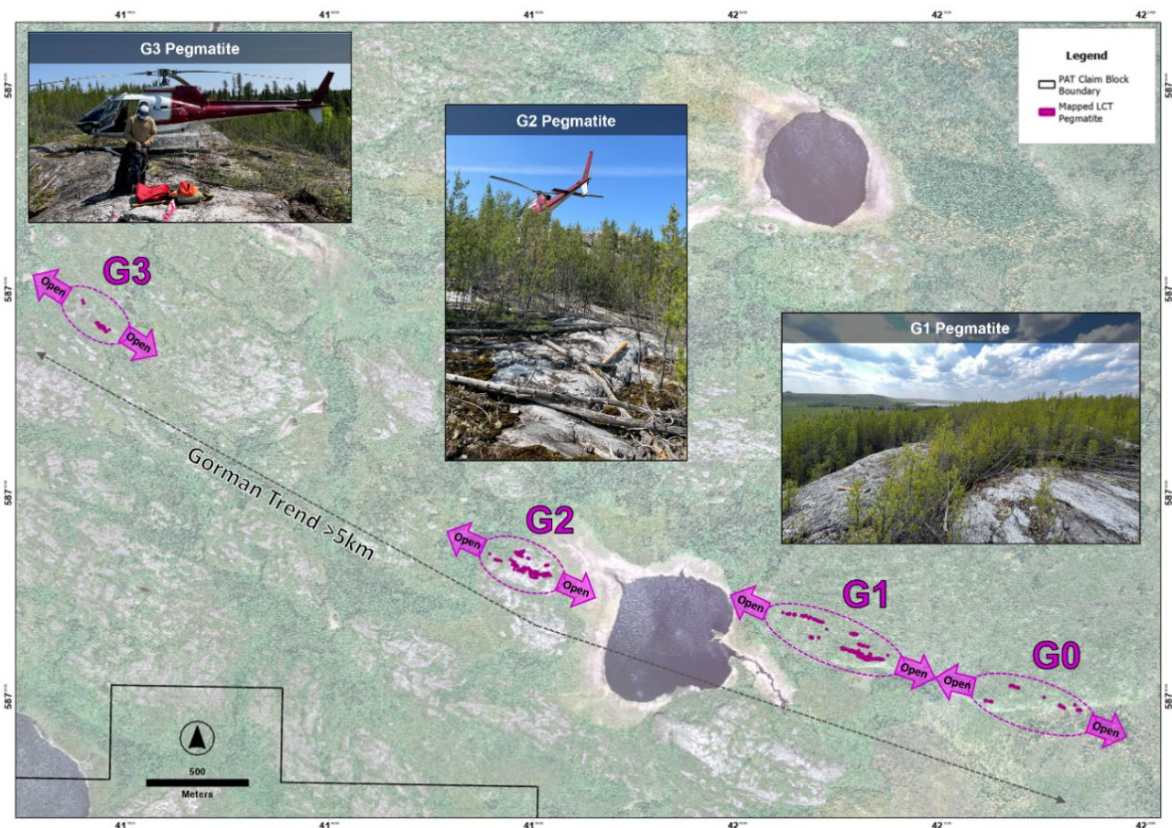 G3 Pegmatite
G2 Pegmatite
G1 Pegmatite
Legend
PAT Claim Block
Boundary
Mapped LCT
Pegmatite
G3
Open
Open
Gorman Trend >5km
G2
Open
Open
G1
Open
Open
G0
Open
Open
500
Meters